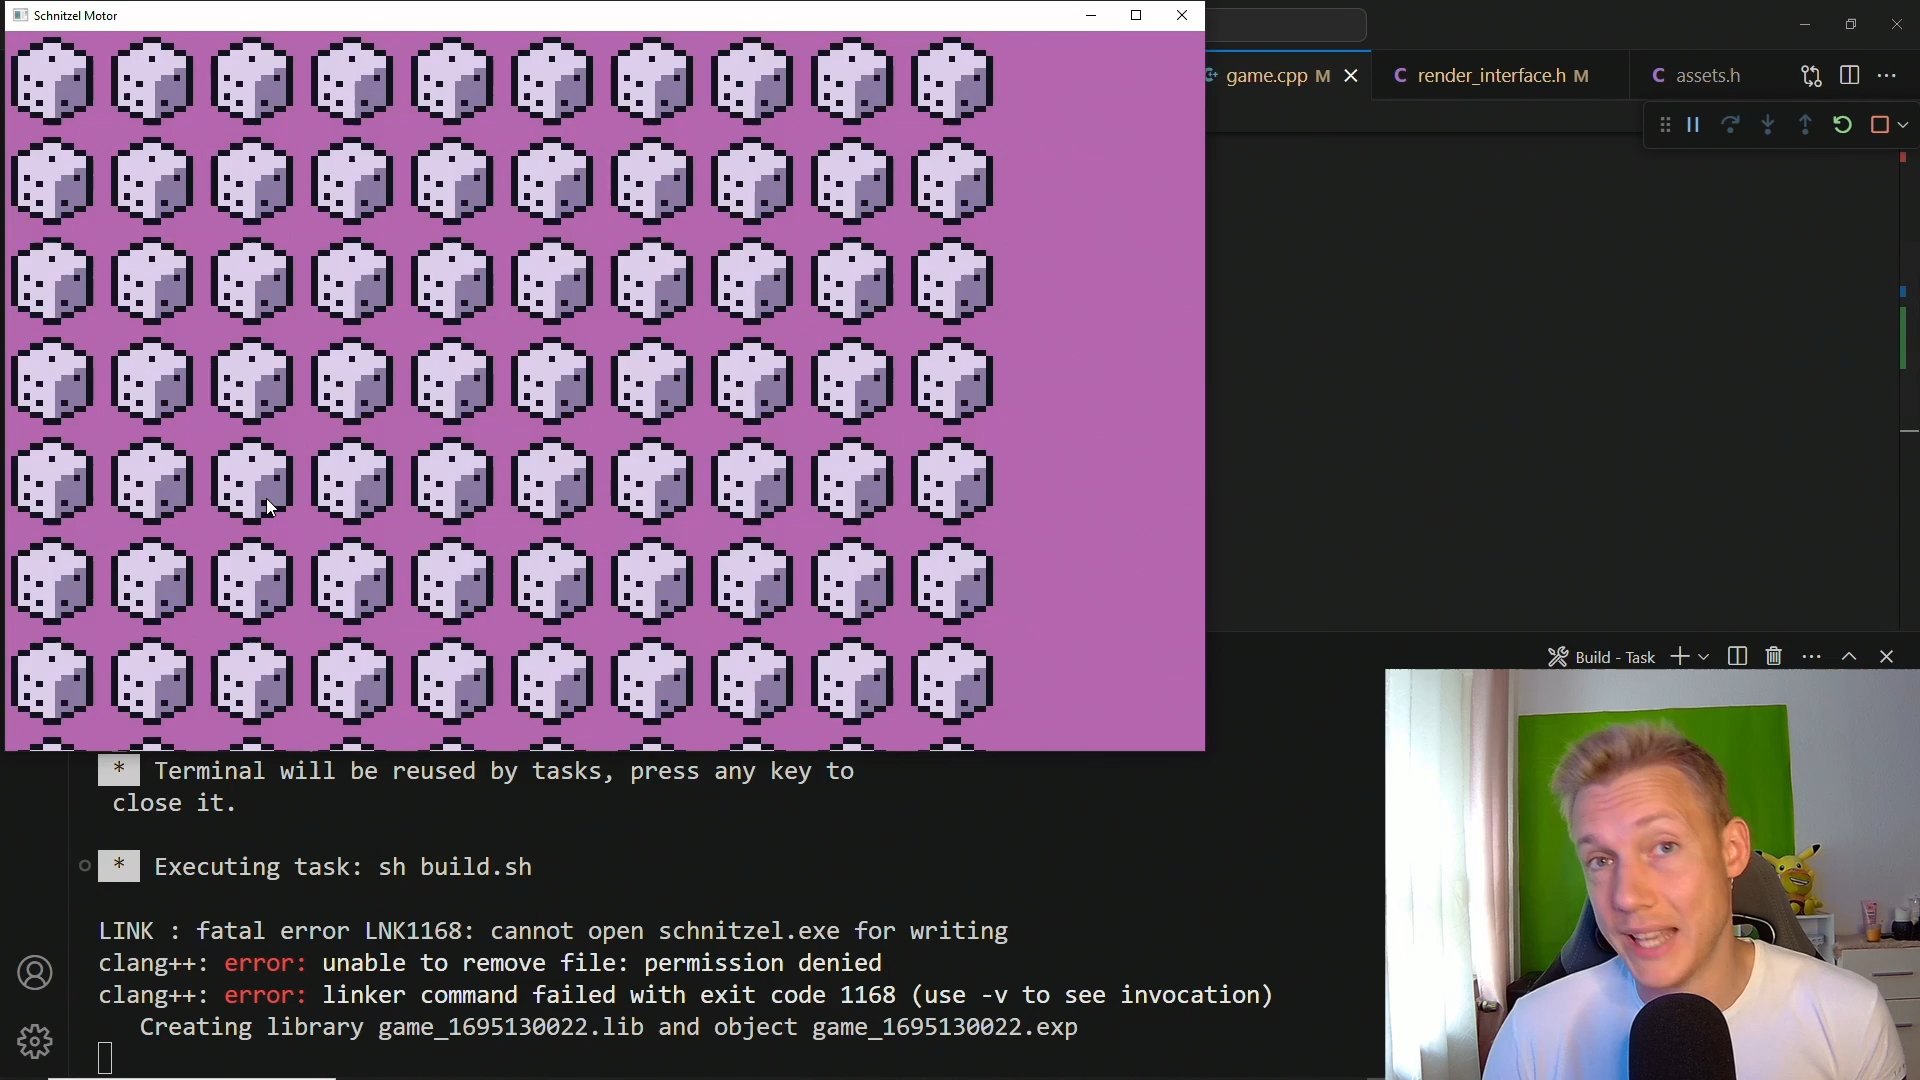 Schnitzel Motor
game.cpp M
render_interface.h M
C assets.h
Build - Task
* Terminal will be reused by tasks, press any key to
close it.
* Executing task: sh build.sh
LINK : fatal error LNK1168: cannot open schnitzel.exe for writing
clang++: error: unable to remove file: permission denied
clang++: error: linker command failed with exit code 1168 (use -v to see invocation)
Creating library game_1695130022.lib and object game_1695130022.exp